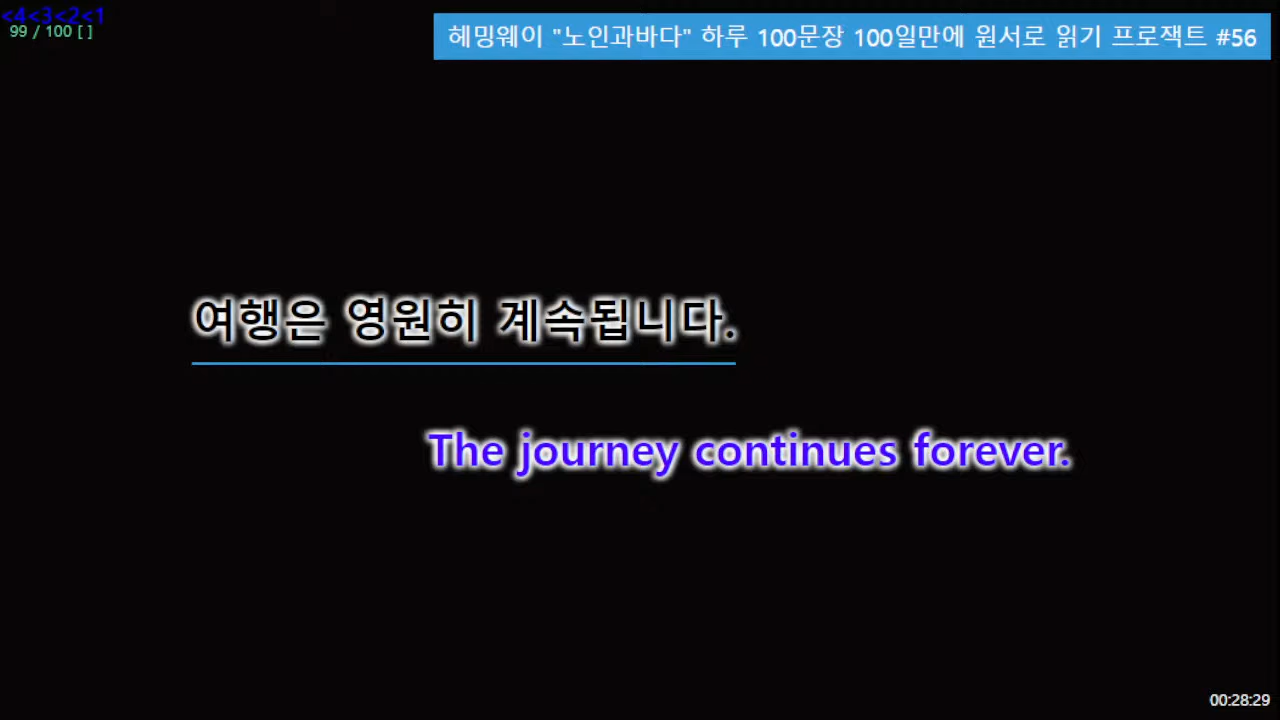 <4<3<2<1
99 / 100 [ ]
헤밍웨이 "노인과바다" 하루 100문장 100일만에 원서로 읽기 프로잭트 #56
여행은 영원히 계속됩니다.
The journey continues forever.
00:28:29